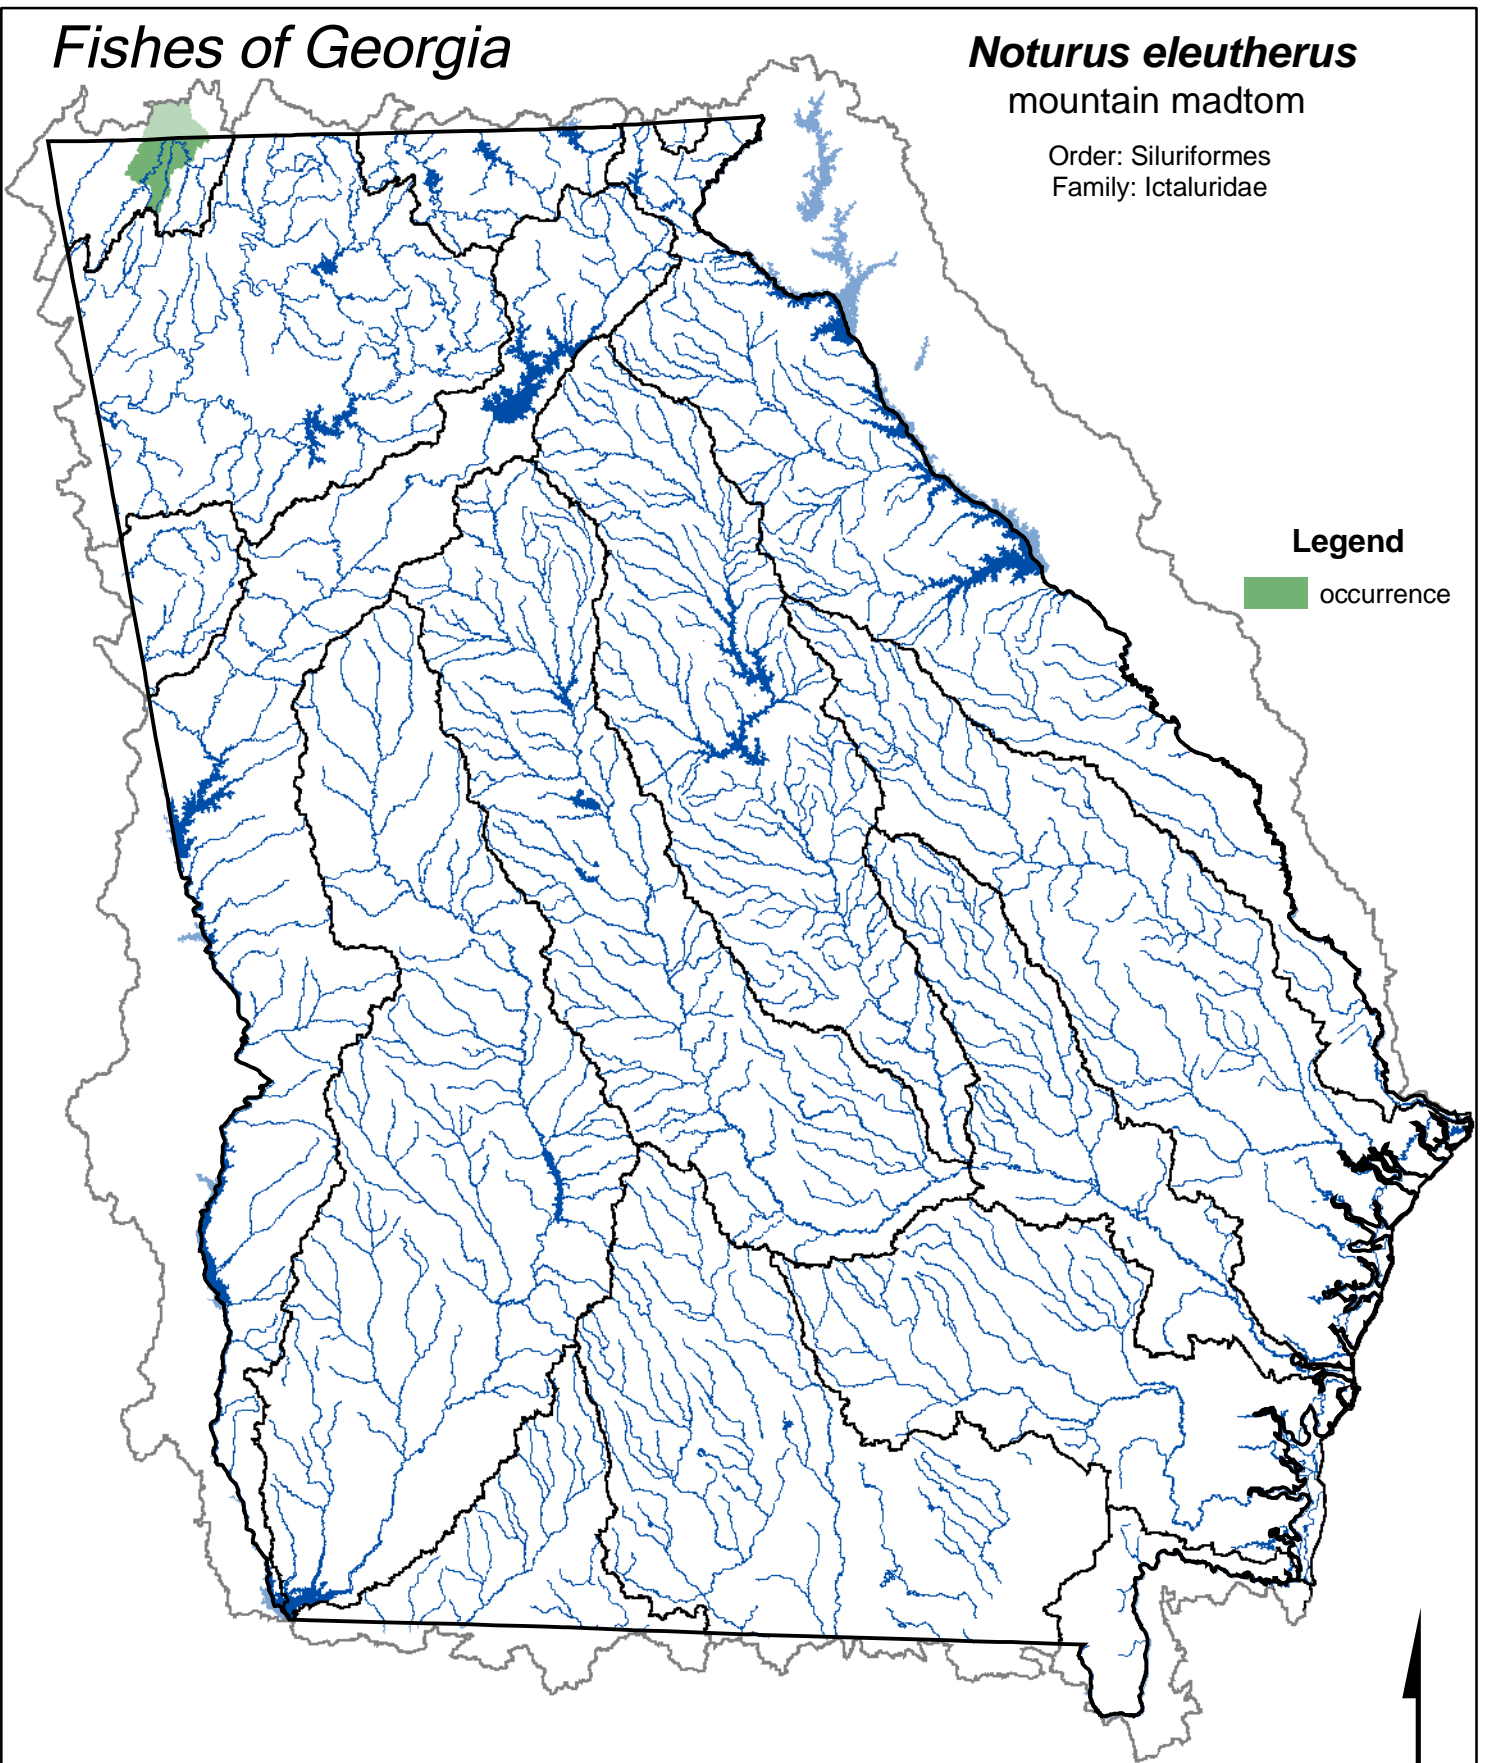 Fishes of Georgia
Noturus eleutherus
mountain madtom
Order: Siluriformes
Family: Ictaluridae
Legend
occurrence